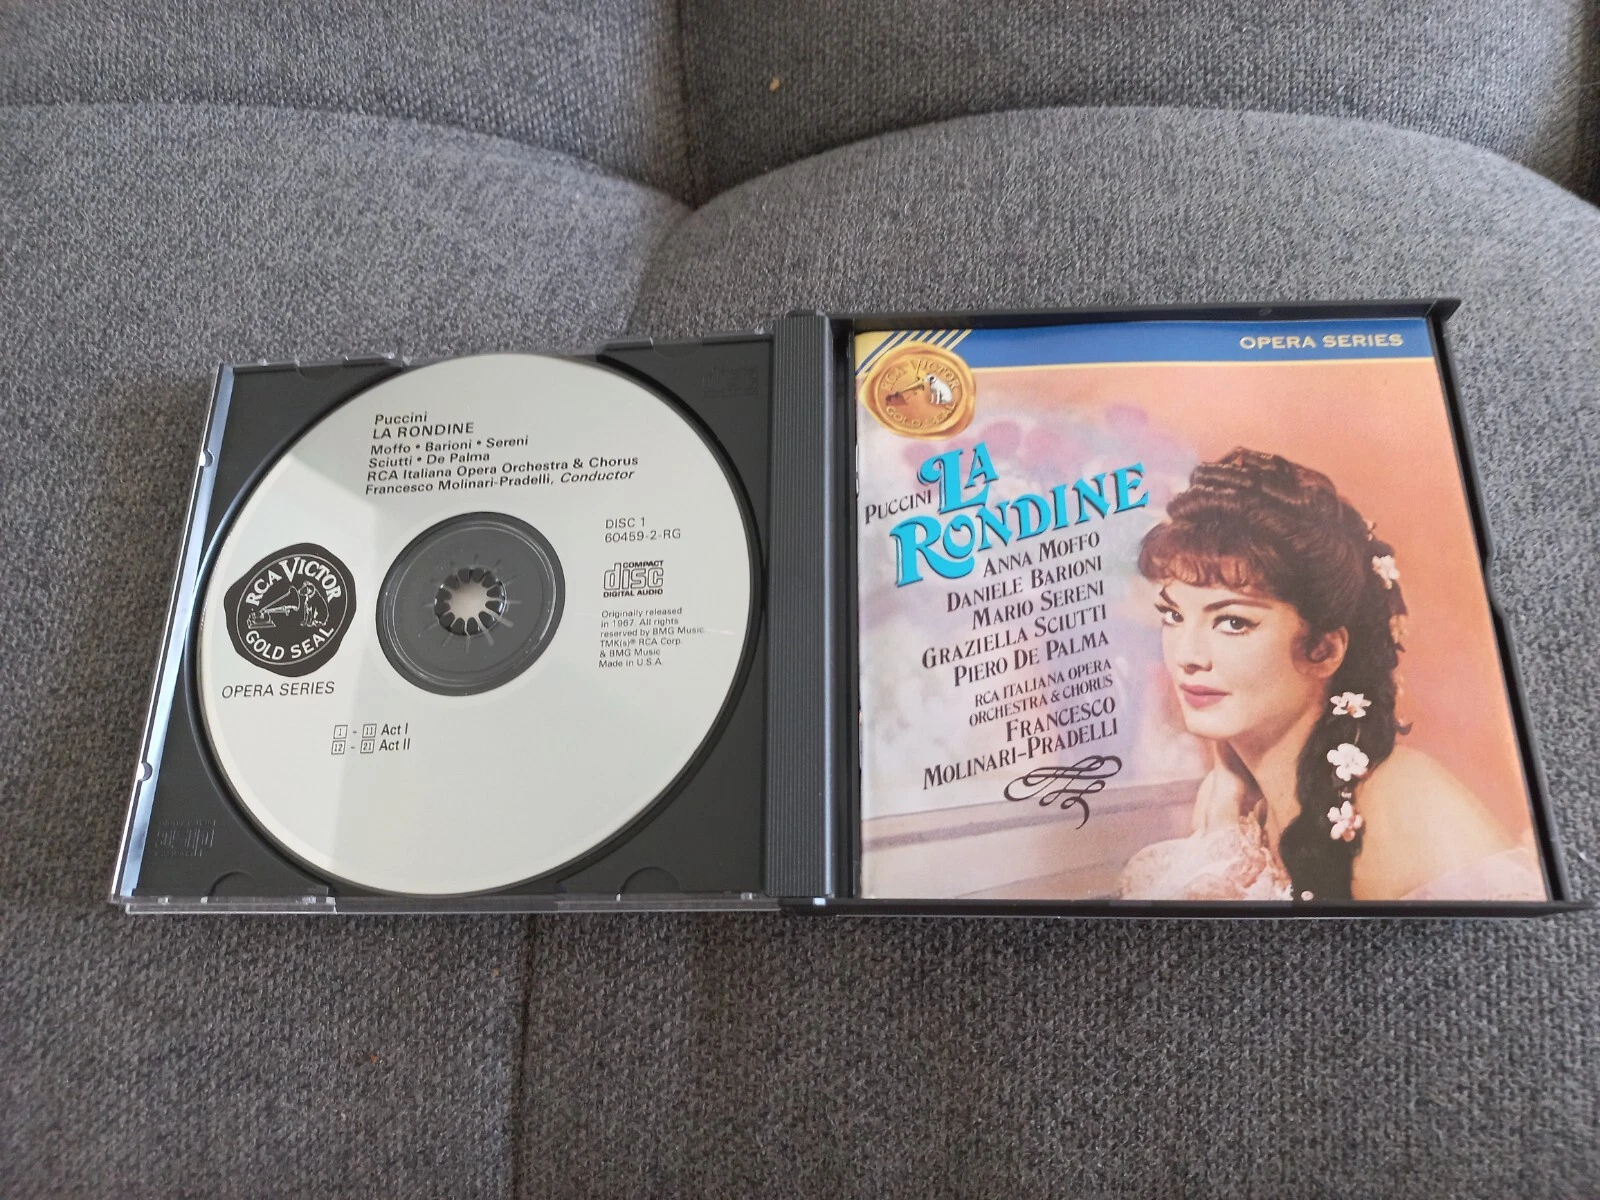 Puccini
LA RONDINE
Moffo • Barioni • Sereni
Sciutti • De Palma
RCA Italiana Opera Orchestra & Chorus
Francesco Molinari-Pradelli, Conductor
DISC 1
60459-2-RG
COMPACT
disc
DIGITAL AUDIO
Originally released
in 1967. All rights
reserved by BMG Music.
TMK(s)® RCA Corp.
& BMG Music
Made in U.S.A.
RCA VICTOR
GOLD SEAL
OPERA SERIES
1 - 11 Act I
12 - 21 Act II
OPERA SERIES
RCA VICTOR
GOLD SEAL
PUCCINI LA
RONDINE
ANNA MOFFO
DANIELE BARIONI
MARIO SERENI
GRAZIELLA SCIUTTI
PIERO DE PALMA
RCA ITALIANA OPERA
ORCHESTRA & CHORUS
FRANCESCO
MOLINARI-PRADELLI